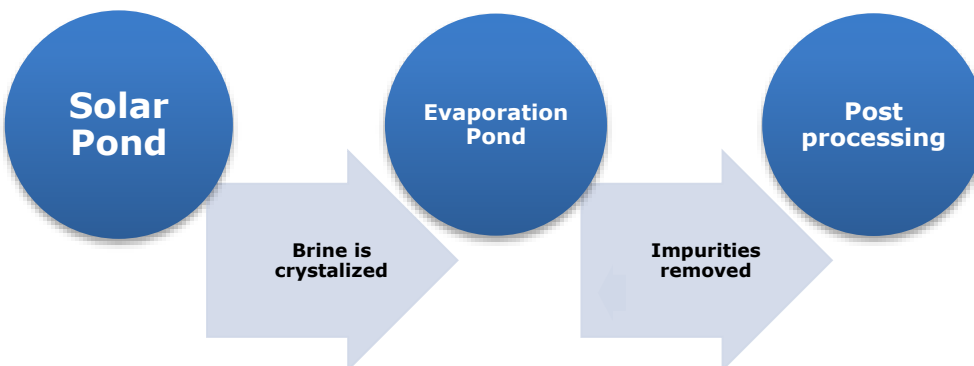 Solar
Pond
Evaporation
Pond
Post
processing
Brine is
crystalized
Impurities
removed